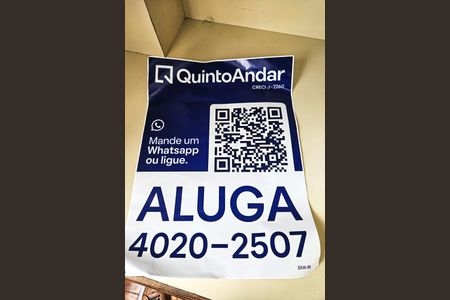 QuintoAndar
CRECI J-2260
Mande um
Whatsapp
ou ligue.
ALUGA
4020-2507